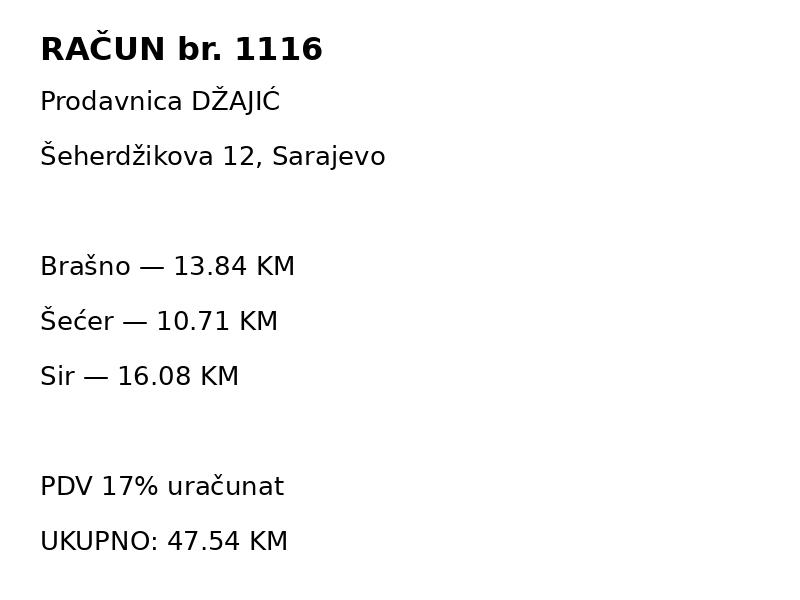 RAČUN br. 1116
Prodavnica DŽAJIĆ
Šeherdžikova 12, Sarajevo
Brašno — 13.84 KM
Šećer — 10.71 KM
Sir — 16.08 KM
PDV 17% uračunat
UKUPNO: 47.54 KM